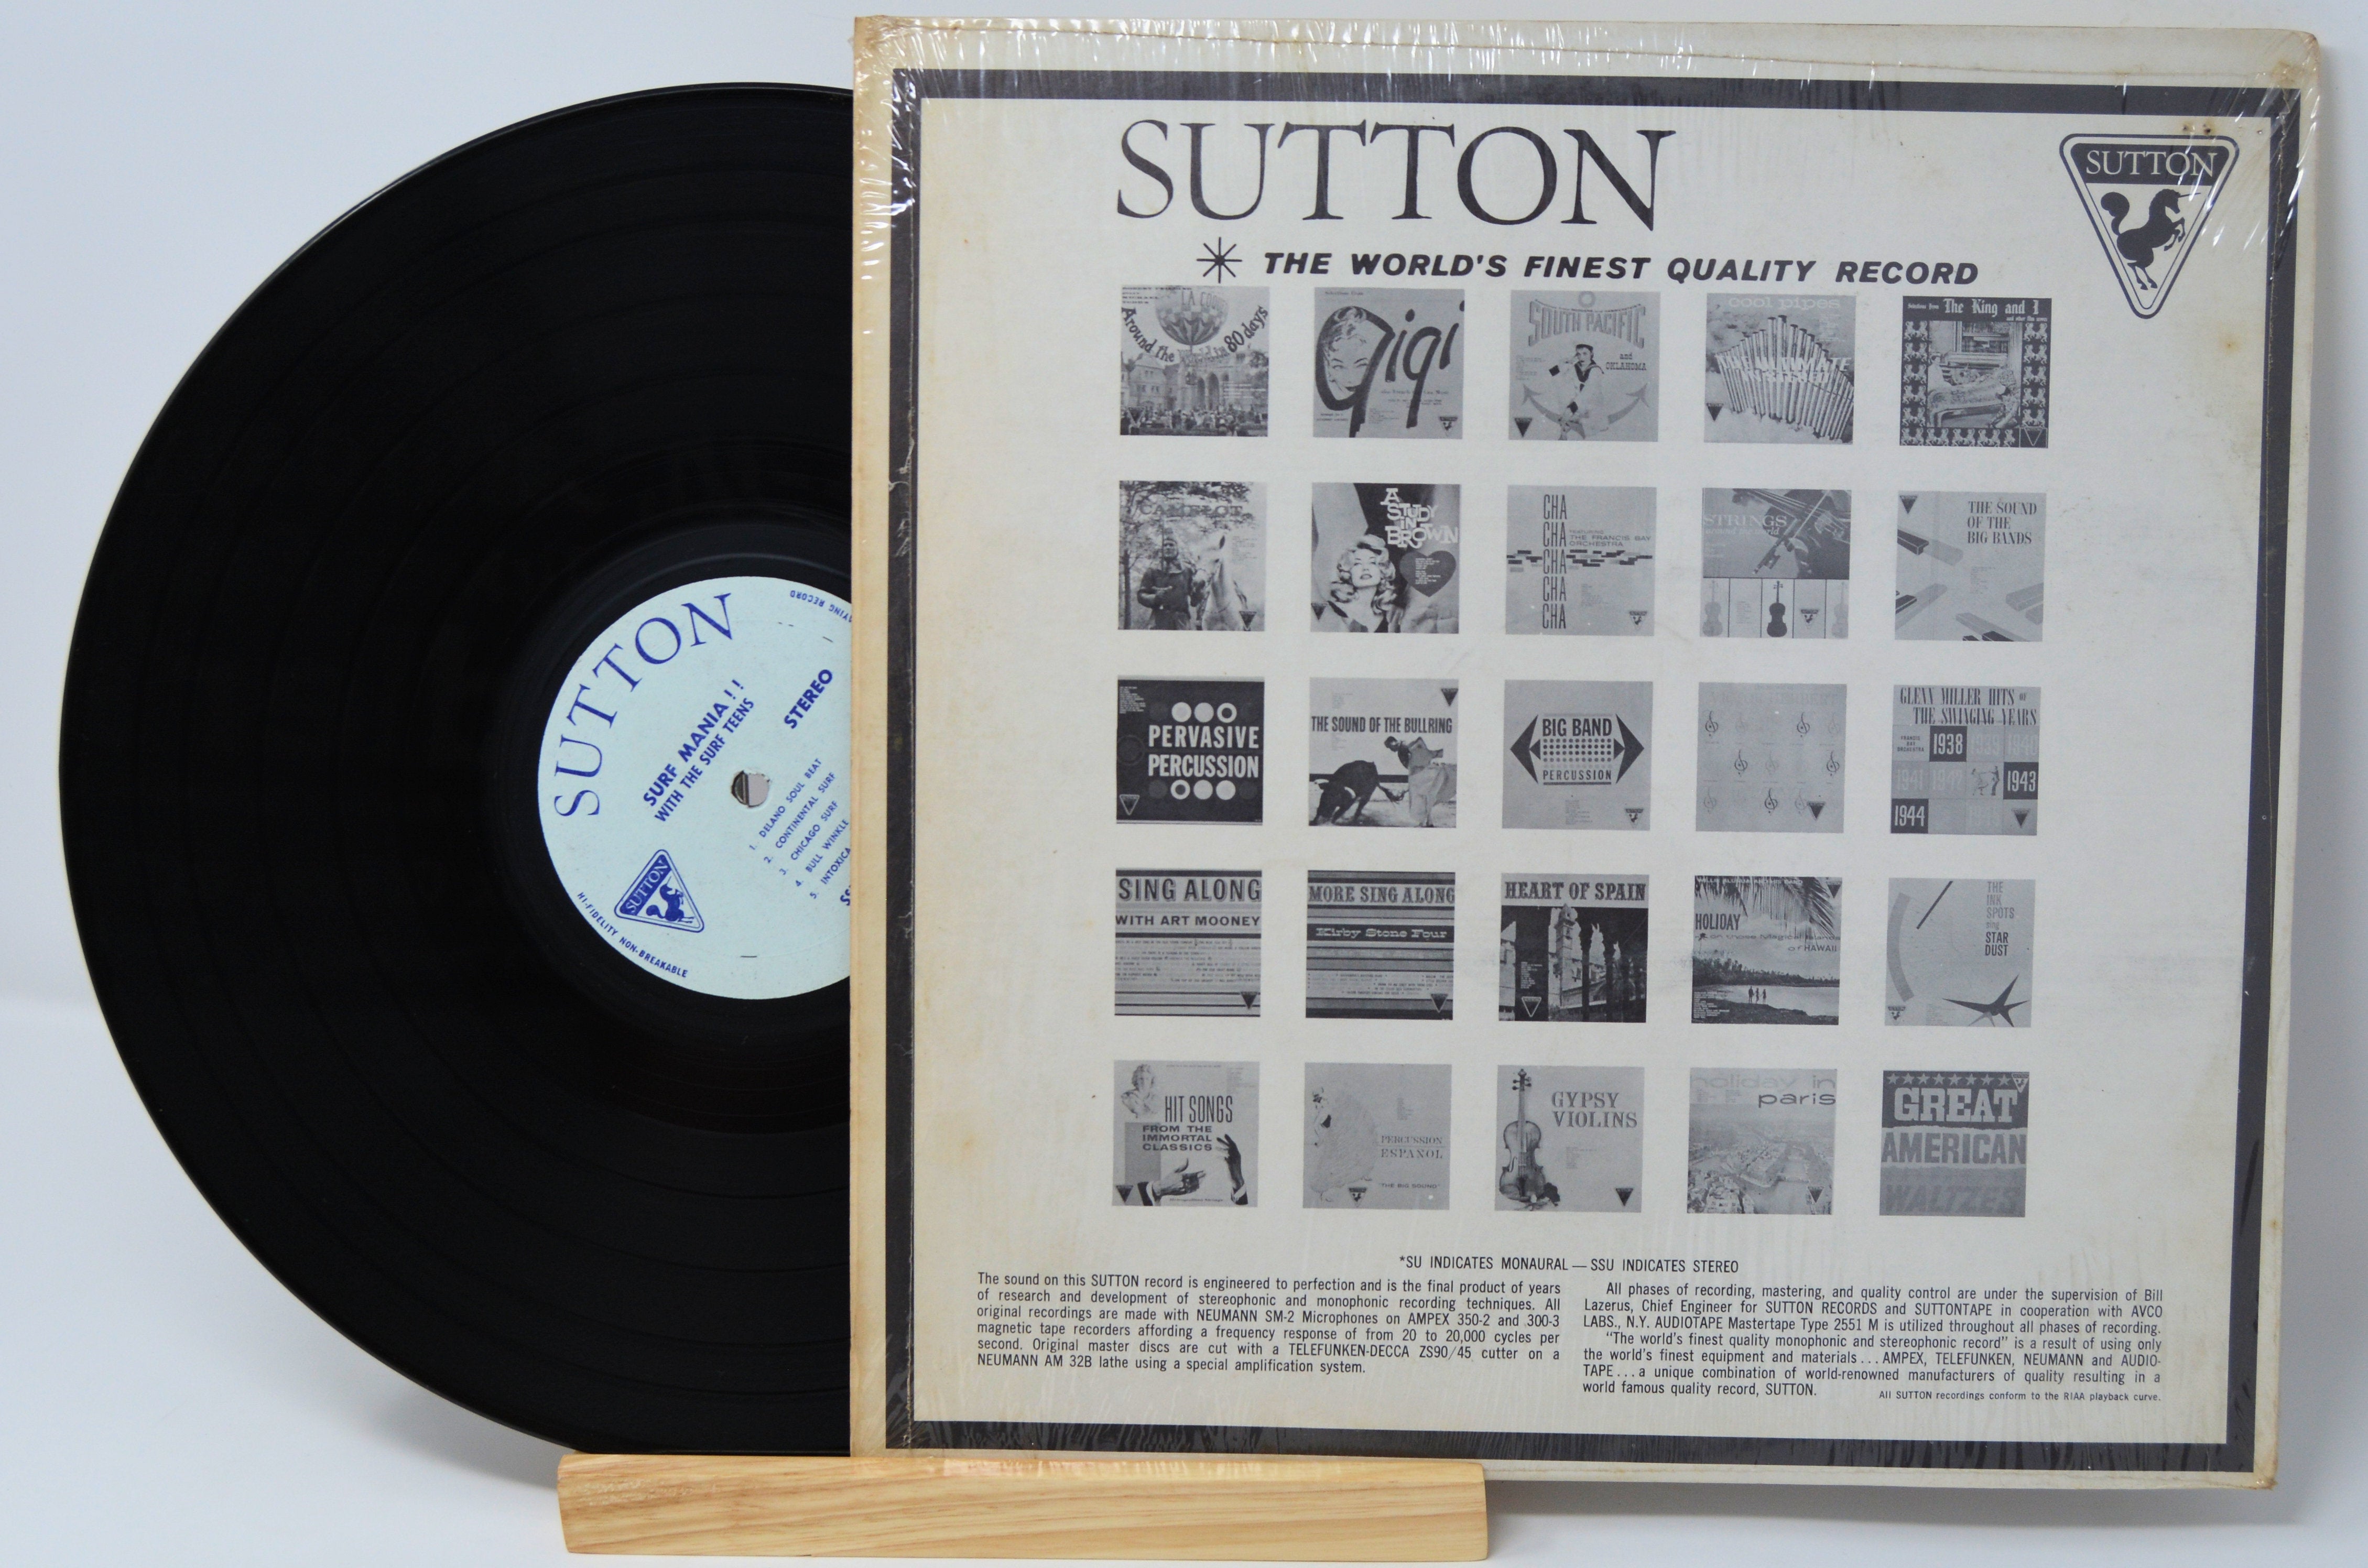 SUTTON
SURF MANIA!!
WITH THE SURF TEENS
STEREO
1. DELANO SOUL BEAT
2. CONTINENTAL SURF
3. CHICAGO SURF
4. BULL WINKLE
5.
SUTTON
HI-FIDELITY NON-BREAKABLE
RECORD
SUTTON
SUTTON
THE WORLD'S FINEST QUALITY RECORD
Around the
80 days
Gigi
SOUTH PACIFIC
and
OKLAHOMA
cool pipes
The King and I
CAMELOT
A
STUDY
IN
BROWN
CHA
CHA
CHA
CHA
CHA
CHA
FEATURING
THE FRANCIS BAY
ORCHESTRA
STRINGS
THE SOUND
OF THE
BIG BANDS
PERVASIVE
PERCUSSION
THE SOUND OF THE BULLRING
BIG BAND
PERCUSSION
GLENN MILLER HITS OF
THE SWINGING YEARS
FRANCIS
BAY
ORCHESTRA
1938
1939
1940
1941
1943
1944
SING ALONG
WITH ART MOONEY
MORE SING ALONG
Kirby Stone Four
HEART OF SPAIN
HOLIDAY
of HAWAII
THE
INK
SPOTS
sing
STAR
DUST
HIT SONGS
FROM THE
IMMORTAL
CLASSICS
PERCUSSION
ESPANOL
"THE BIG SOUND"
GYPSY
VIOLINS
holiday in
paris
GREAT
AMERICAN
WALTZES
*SU INDICATES MONAURAL — SSU INDICATES STEREO
The sound on this SUTTON record is engineered to perfection and is the final product of years
of research and development of stereophonic and monophonic recording techniques. All
original recordings are made with NEUMANN SM-2 Microphones on AMPEX 350-2 and 300-3
magnetic tape recorders affording a frequency response of from 20 to 20,000 cycles per
second. Original master discs are cut with a TELEFUNKEN-DECCA ZS90/45 cutter on a
NEUMANN AM 32B lathe using a special amplification system.
All phases of recording, mastering, and quality control are under the supervision of Bill
Lazerus, Chief Engineer for SUTTON RECORDS and SUTTONTAPE in cooperation with AVCO
LABS., N.Y. AUDIOTAPE Mastertape Type 2551 M is utilized throughout all phases of recording.
"The world's finest quality monophonic and stereophonic record" is a result of using only
the world's finest equipment and materials... AMPEX, TELEFUNKEN, NEUMANN and AUDIO-
TAPE... a unique combination of world-renowned manufacturers of quality resulting in a
world famous quality record, SUTTON.
All SUTTON recordings conform to the RIAA playback curve.